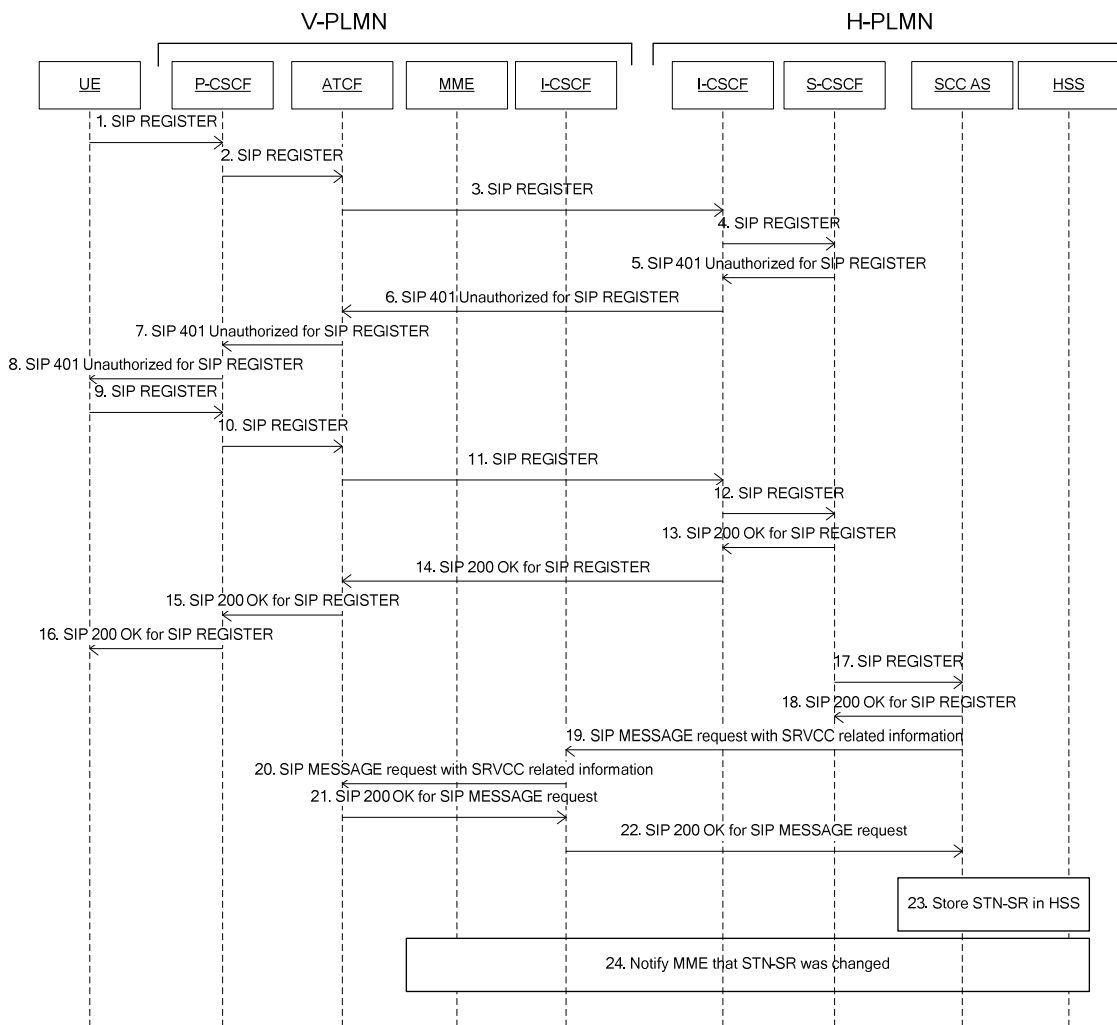 V-PLMN
H-PLMN
UE
P-CSCF
ATCF
MME
I-CSCF
I-CSCF
S-CSCF
SCC AS
HSS
1. SIP REGISTER
2. SIP REGISTER
3. SIP REGISTER
4. SIP REGISTER
5. SIP 401 Unauthorized for SIP REGISTER
6. SIP 401 Unauthorized for SIP REGISTER
7. SIP 401 Unauthorized for SIP REGISTER
8. SIP 401 Unauthorized for SIP REGISTER
9. SIP REGISTER
10. SIP REGISTER
11. SIP REGISTER
12. SIP REGISTER
13. SIP 200 OK for SIP REGISTER
14. SIP 200 OK for SIP REGISTER
15. SIP 200 OK for SIP REGISTER
16. SIP 200 OK for SIP REGISTER
17. SIP REGISTER
18. SIP 200 OK for SIP REGISTER
19. SIP MESSAGE request with SRVCC related information
20. SIP MESSAGE request with SRVCC related information
21. SIP 200 OK for SIP MESSAGE request
22. SIP 200 OK for SIP MESSAGE request
23. Store STN-SR in HSS
24. Notify MME that STN-SR was changed